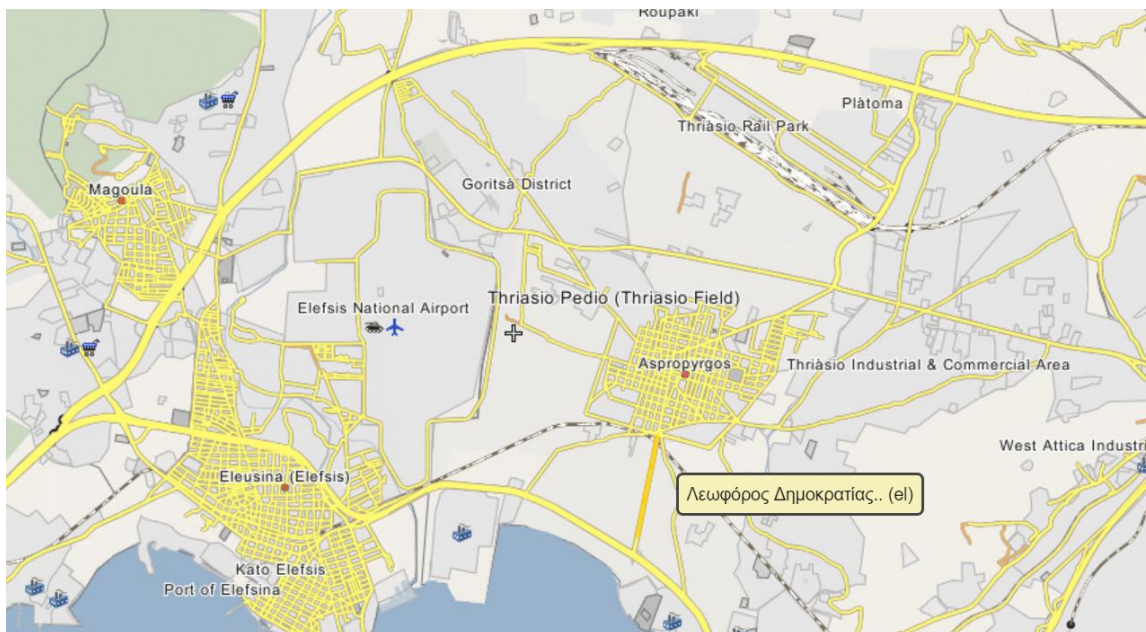 Roupaki
Plàtoma
Thriàsio Rail Park
Magoula
Goritsà District
Elefsis National Airport
Thriasio Pedio (Thriasio Field)
Aspropyrgos
Thriàsio Industrial & Commercial Area
West Attica Industri
Eleusina (Elefsis)
Λεωφόρος Δημοκρατίας.. (el)
Kàto Elefsis
Port of Elefsina